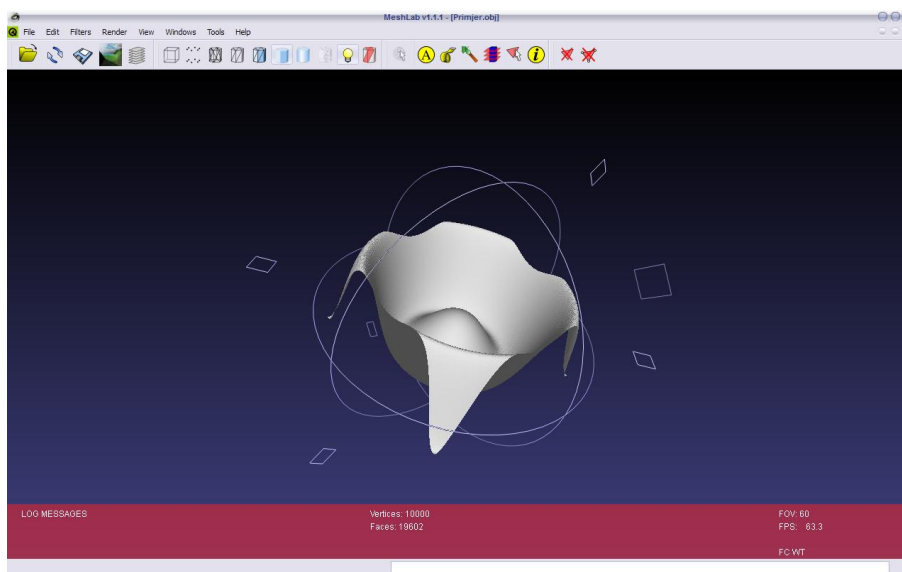 MeshLab v1.1.1 - [Primjer.obj]
File Edit Filters Render View Windows Tools Help
A i
LOG MESSAGES
Vertices: 10000
Faces: 19602
FOV: 60
FPS: 63.3
FC WT